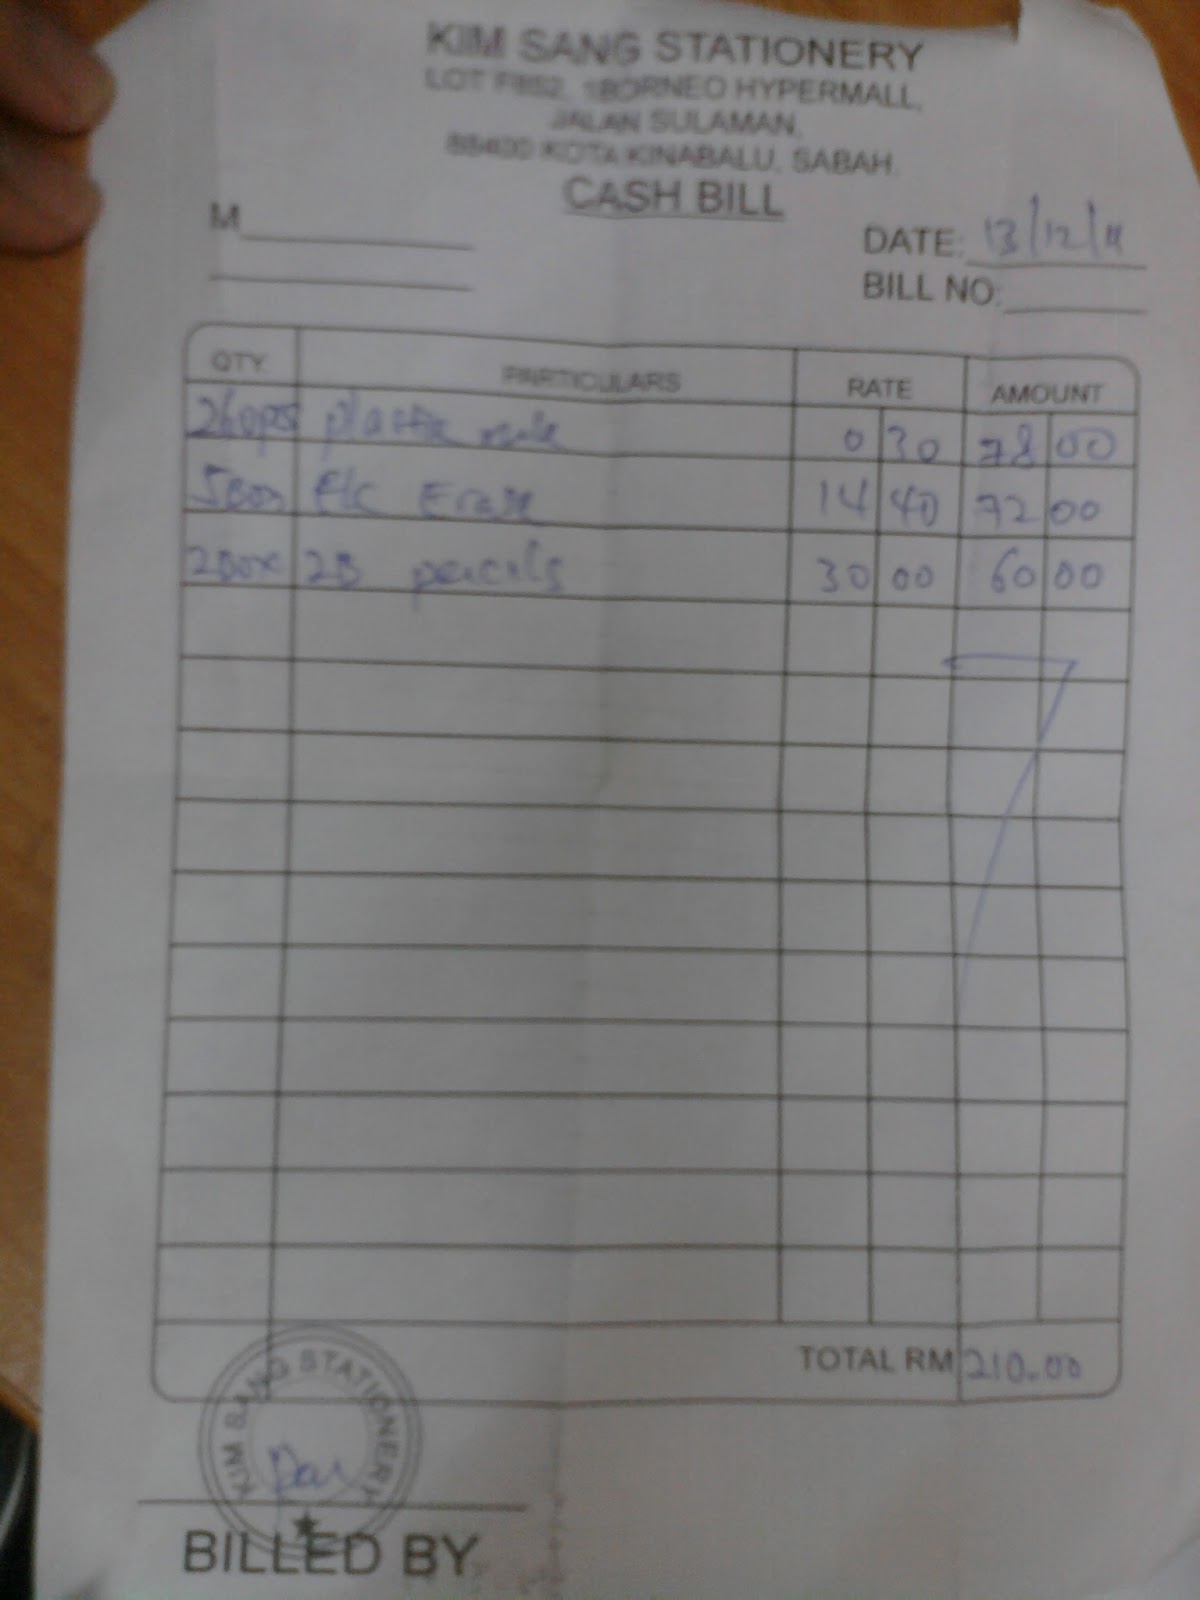 KIM SANG STATIONERY
LOT F852, 1BORNEO HYPERMALL,
JALAN SULAMAN,
88400 KOTA KINABALU, SABAH.
CASH BILL
M
DATE: 13/12/11
BILL NO:
QTY. PARTICULARS RATE AMOUNT
260pcs plastic rule 0 30 78 00
5Box F/C Erase 14 40 72 00
2Box 2B pencils 30 00 60 00
TOTAL RM 210.00
KIM SANG STATIONERY
BILLED BY